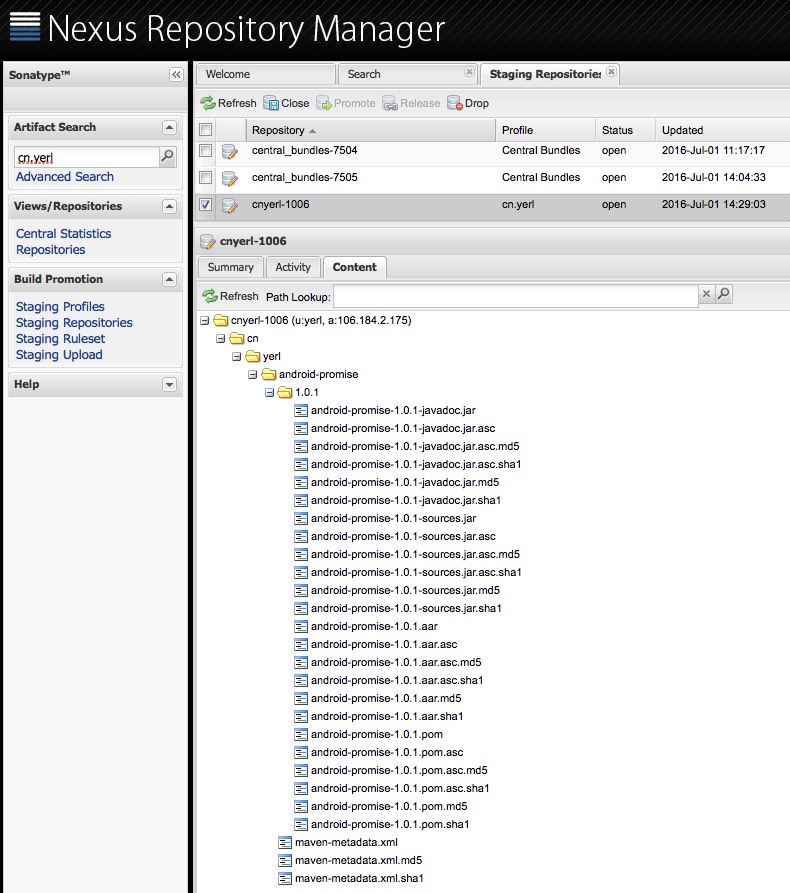 Nexus Repository Manager
Sonatype™
Welcome
Search
Staging Repositories
Refresh Close Promote Release Drop
Artifact Search
cn.yerl
Advanced Search
Views/Repositories
Central Statistics
Repositories
Build Promotion
Staging Profiles
Staging Repositories
Staging Ruleset
Staging Upload
Help
Repository Profile Status Updated
central_bundles-7504 Central Bundles open 2016-Jul-01 11:17:17
central_bundles-7505 Central Bundles open 2016-Jul-01 14:04:33
cnyerl-1006 cn.yerl open 2016-Jul-01 14:29:03
cnyerl-1006
Summary Activity Content
Refresh Path Lookup:
cnyerl-1006 (u:yerl, a:106.184.2.175)
cn
yerl
android-promise
1.0.1
android-promise-1.0.1-javadoc.jar
android-promise-1.0.1-javadoc.jar.asc
android-promise-1.0.1-javadoc.jar.asc.md5
android-promise-1.0.1-javadoc.jar.asc.sha1
android-promise-1.0.1-javadoc.jar.md5
android-promise-1.0.1-javadoc.jar.sha1
android-promise-1.0.1-sources.jar
android-promise-1.0.1-sources.jar.asc
android-promise-1.0.1-sources.jar.asc.md5
android-promise-1.0.1-sources.jar.asc.sha1
android-promise-1.0.1-sources.jar.md5
android-promise-1.0.1-sources.jar.sha1
android-promise-1.0.1.aar
android-promise-1.0.1.aar.asc
android-promise-1.0.1.aar.asc.md5
android-promise-1.0.1.aar.asc.sha1
android-promise-1.0.1.aar.md5
android-promise-1.0.1.aar.sha1
android-promise-1.0.1.pom
android-promise-1.0.1.pom.asc
android-promise-1.0.1.pom.asc.md5
android-promise-1.0.1.pom.asc.sha1
android-promise-1.0.1.pom.md5
android-promise-1.0.1.pom.sha1
maven-metadata.xml
maven-metadata.xml.md5
maven-metadata.xml.sha1